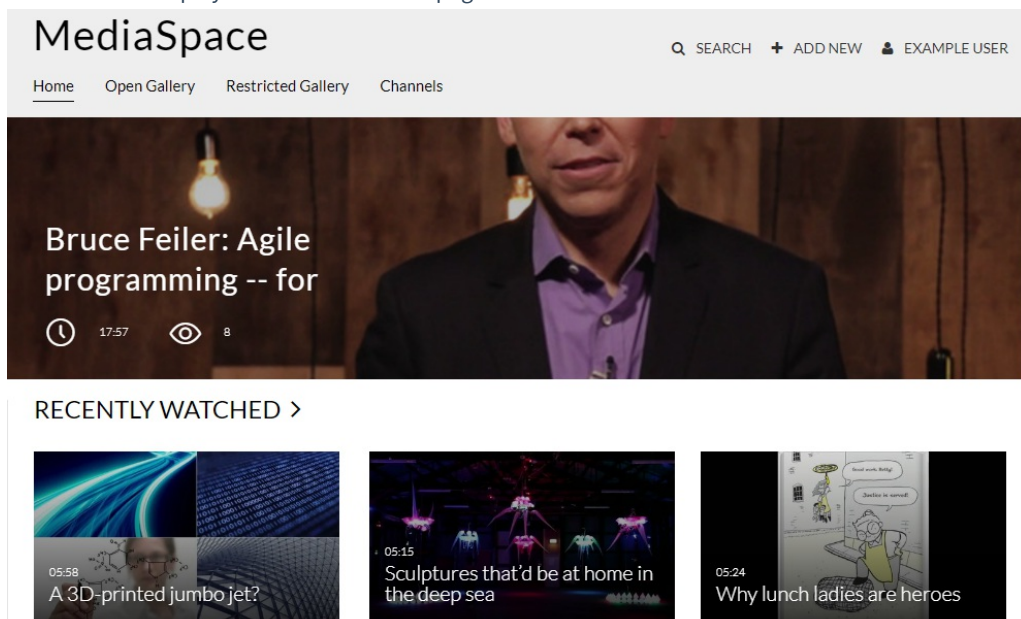 MediaSpace
SEARCH ADD NEW EXAMPLE USER
Home Open Gallery Restricted Gallery Channels
Bruce Feiler: Agile
programming -- for
17:57 8
RECENTLY WATCHED >
Good work Betty!
Justice is served!
05:58
A 3D-printed jumbo jet?
05:15
Sculptures that'd be at home in
the deep sea
05:24
Why lunch ladies are heroes